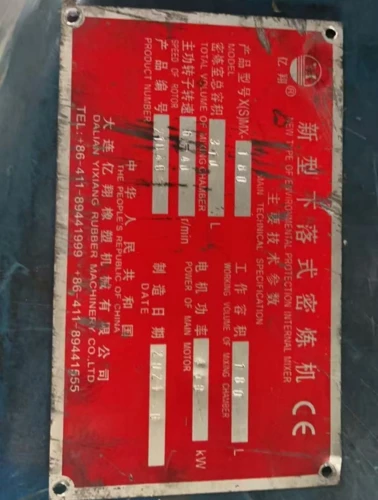 亿翔® 新型下落式密炼机 CE
NEW TYPE OF ENVIRONMENTAL PROTECTION INTERNAL MIXER
主要技术参数
MAIN TECHNICAL SPECIFICATION
产品型号 X(S)MX- 180 工作容积 180 L
MODEL WORKING VOLUME OF MIXING CHAMBER
密炼室总容积 L
TOTAL VOLUME OF MIXING CHAMBER
主动转子转速 r/min 电机功率 kW
SPEED OF ROTOR POWER OF MAIN MOTOR
产品编号 制造日期
PRODUCT NUMBER DATE
中华人民共和国
THE PEOPLE'S REPUBLIC OF CHINA
大连亿翔橡塑机械有限公司
DALIAN YIXIANG RUBBER MACHINERY CO.,LTD
TEL:+86-411-89441999 +86-411-89441555